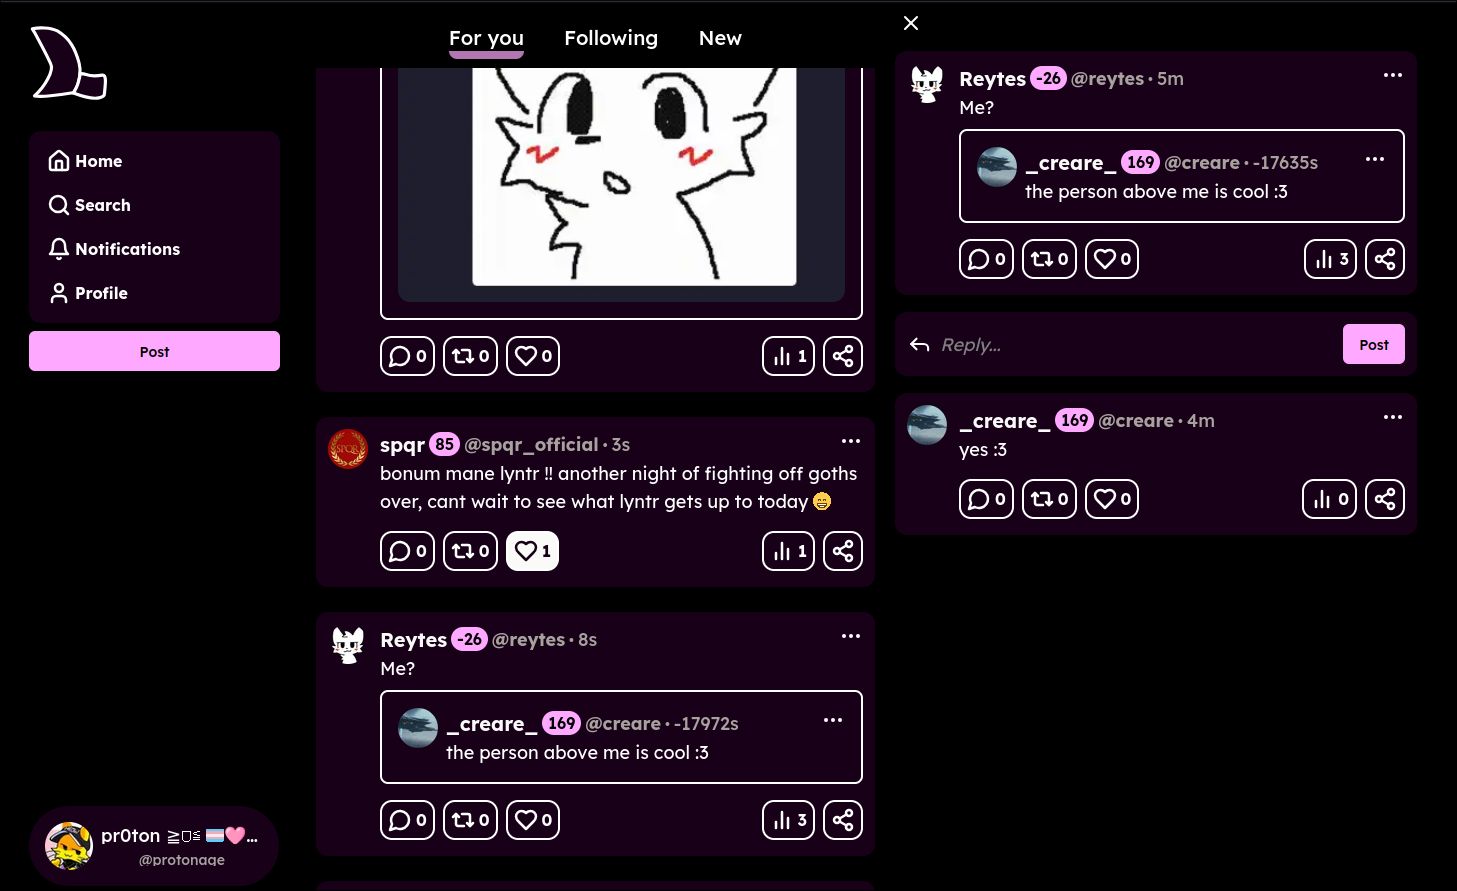 For you
Following
New
Home
Search
Notifications
Profile
Post
0
0
0
1
spqr 85 @spqr_official · 3s
bonum mane lyntr !! another night of fighting off goths
over, cant wait to see what lyntr gets up to today 😁
0
0
1
1
Reytes -26 @reytes · 8s
Me?
_creare_ 169 @creare · -17972s
the person above me is cool :3
0
0
0
3
pr0ton ≧▢≦ 🏳️‍⚧️🩷...
@protonage
Reytes -26 @reytes · 5m
Me?
_creare_ 169 @creare · -17635s
the person above me is cool :3
0
0
0
3
Reply...
Post
_creare_ 169 @creare · 4m
yes :3
0
0
0
0